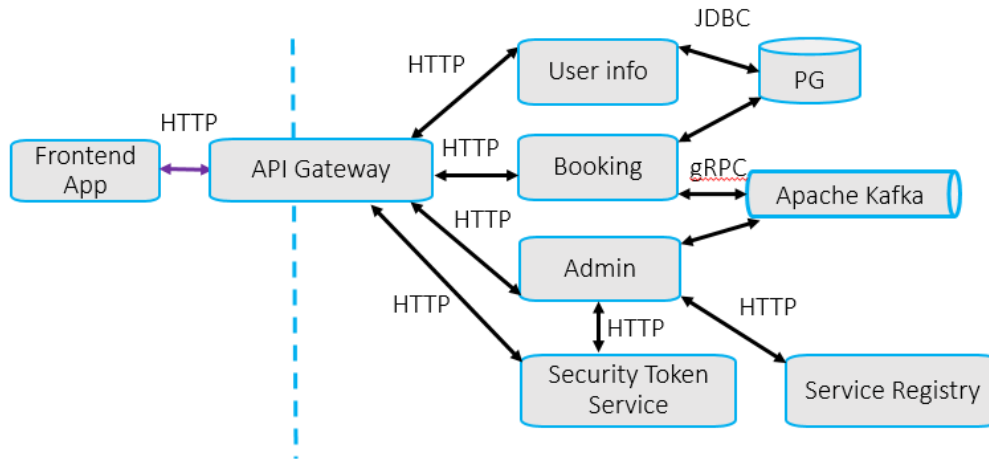 JDBC
HTTP
User info
PG
HTTP
Frontend
App
API Gateway
HTTP
Booking
gRPC
Apache Kafka
HTTP
Admin
HTTP
HTTP
HTTP
Security Token
Service
Service Registry